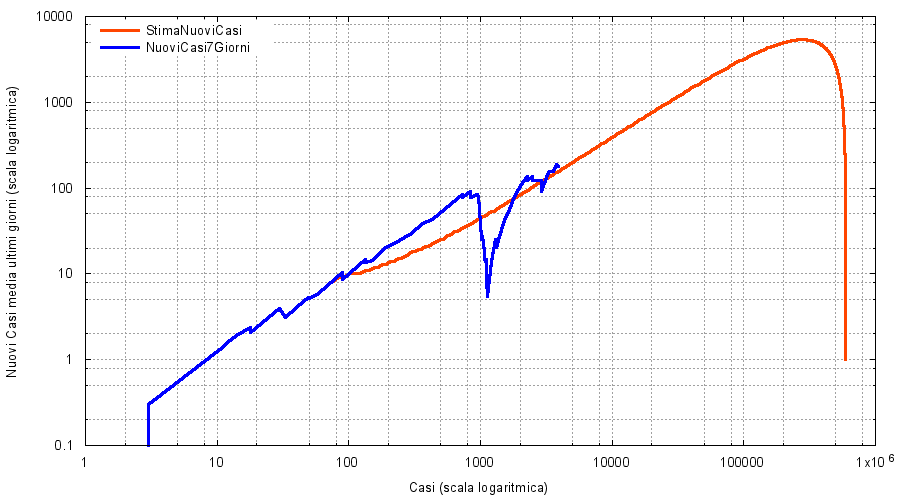 10000
1000
100
10
1
0.1
StimaNuoviCasi
NuoviCasi7Giorni
Nuovi Casi media ultimi giorni (scala logaritmica)
1
10
100
1000
10000
100000
1x10 6
Casi (scala logaritmica)